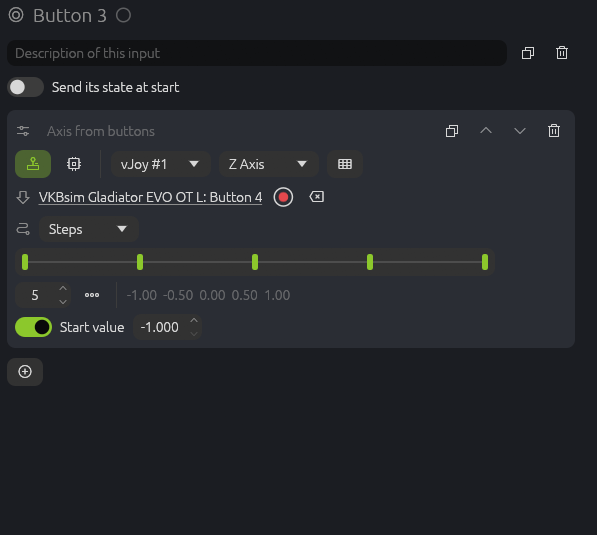 Button 3
Description of this input
Send its state at start
Axis from buttons
vJoy #1 Z Axis
VKBsim Gladiator EVO OT L: Button 4
Steps
5 -1.00 -0.50 0.00 0.50 1.00
Start value -1.000